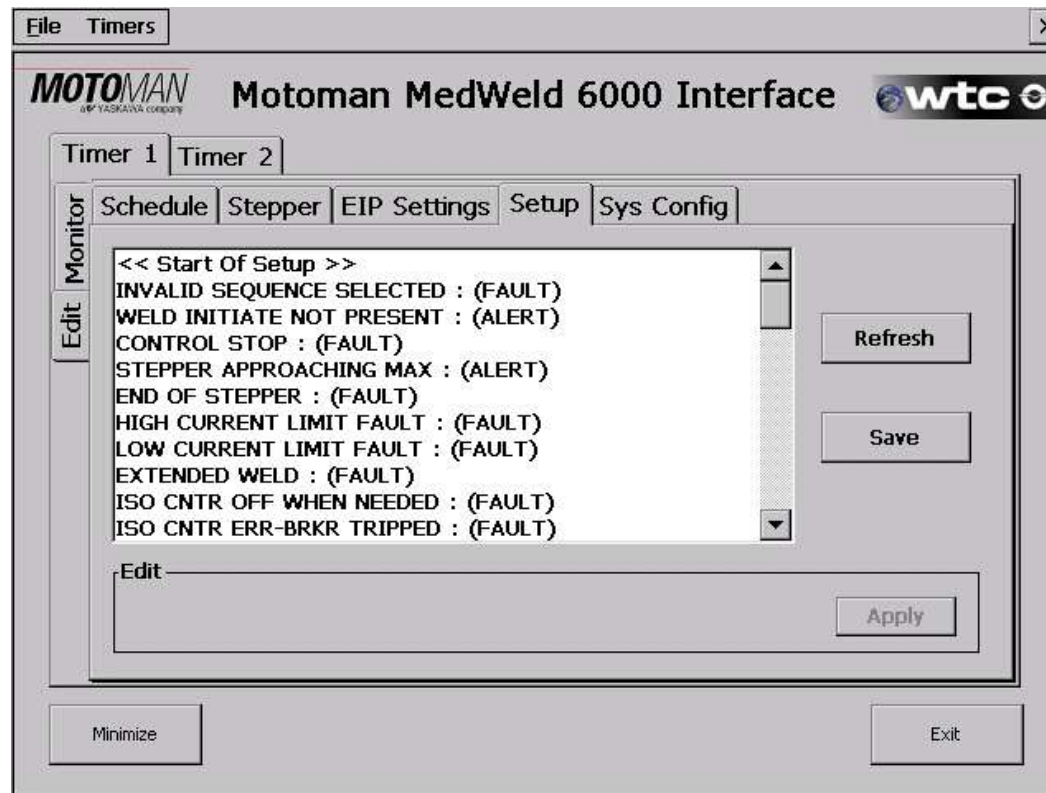 File Timers
X
MOTOMAN
a YASKAWA company
Motoman MedWeld 6000 Interface
wtc
Timer 1 Timer 2
Monitor
Edit
Schedule Stepper EIP Settings Setup Sys Config
<< Start Of Setup >>
INVALID SEQUENCE SELECTED : (FAULT)
WELD INITIATE NOT PRESENT : (ALERT)
CONTROL STOP : (FAULT)
STEPPER APPROACHING MAX : (ALERT)
END OF STEPPER : (FAULT)
HIGH CURRENT LIMIT FAULT : (FAULT)
LOW CURRENT LIMIT FAULT : (FAULT)
EXTENDED WELD : (FAULT)
ISO CNTR OFF WHEN NEEDED : (FAULT)
ISO CNTR ERR-BRKR TRIPPED : (FAULT)
Refresh
Save
Edit
Apply
Minimize
Exit